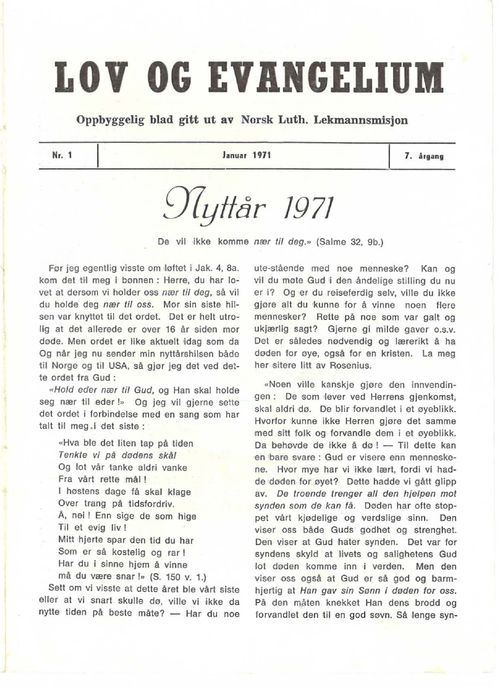 LOV OG EVANGELIUM
Oppbyggelig blad gitt ut av Norsk Luth. Lekmannsmisjon
Nr. 1
Januar 1971
7. årgang
Nyttår 1971
De vil ikke komme nær til deg.» (Salme 32, 9b.)
Før jeg egentlig visste om løftet i Jak. 4, 8a.
kom det til meg i bønnen : Herre, du har lo-
vet at dersom vi holder oss nær til deg, så vil
du holde deg nær til oss. Mor sin siste hil-
sen var knyttet til det ordet. Det er helt utro-
lig at det allerede er over 16 år siden mor
døde. Men ordet er like aktuelt idag som da
Og når jeg nu sender min nyttårshilsen både
til Norge og til USA, så gjør jeg det ved det-
te ordet fra Gud :
«Hold eder nær til Gud, og Han skal holde
seg nær til eder !» Og jeg vil gjerne sette
det ordet i forbindelse med en sang som har
talt til meg.i det siste :
«Hva ble det liten tap på tiden
Tenkte vi på dødens skål
Og lot vår tanke aldri vanke
Fra vårt rette mål !
I høstens dage få skal klage
Over trang på tidsfordriv.
Å, nei ! Enn sige de som hige
Til et evig liv !
Mitt hjerte spar den tid du har
Som er så kostelig og rar !
Har du i sinne hjem å vinne
må du være snar !» (S. 150 v. 1.)
Sett om vi visste at dette året ble vårt siste
eller at vi snart skulle dø, ville vi ikke da
nytte tiden på beste måte? — Har du noe
ute-stående med noe menneske? Kan og
vil du møte Gud i den åndelige stilling du nu
er i? Og er du reiseferdig selv, ville du ikke
gjøre alt du kunne for å vinne noen flere
mennesker? Rette på noe som var galt og
ukjærlig sagt? Gjerne gi milde gaver o.s.v.
Det er således nødvendig og lærerikt å ha
døden for øye, også for en kristen. La meg
her sitere litt av Rosenius.
«Noen ville kanskje gjøre den innvendin-
gen : De som lever ved Herrens gjenkomst,
skal aldri dø. De blir forvandlet i et øyeblikk.
Hvorfor kunne ikke Herren gjøre det samme
med sitt folk og forvandle dem i et øyeblikk.
Da behøvde de ikke å dø ! — Til dette kan
en bare svare : Gud er visere enn menneske-
ne. Hvor mye har vi ikke lært, fordi vi had-
de døden for øyet? Dette hadde vi gått glipp
av. De troende trenger all den hjelpen mot
synden som de kan få. Døden har ofte stop-
pet vårt kjødelige og verdslige sinn. Den
viser oss både Guds godhet og strenghet.
Den viser at Gud hater synden. Det var for
syndens skyld at livets og salighetens Gud
lot døden komme inn i verden. Men den
viser oss også at Gud er så god og barm-
hjertig at Han gav sin Sønn i døden for oss.
På den måten knekket Han dens brodd og
forvandlet den til en god søvn. Så lenge syn-